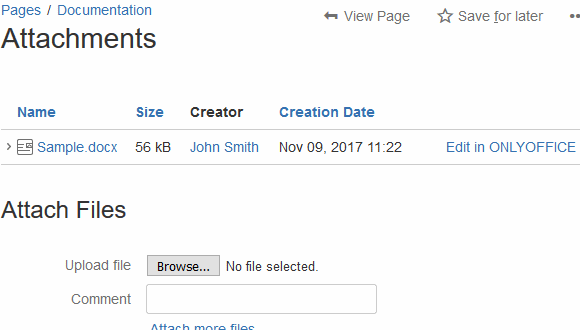 Pages / Documentation
View Page Save for later
Attachments
Name Size Creator Creation Date
Sample.docx 56 kB John Smith Nov 09, 2017 11:22 Edit in ONLYOFFICE
Attach Files
Upload file Browse... No file selected.
Comment
Attach more files